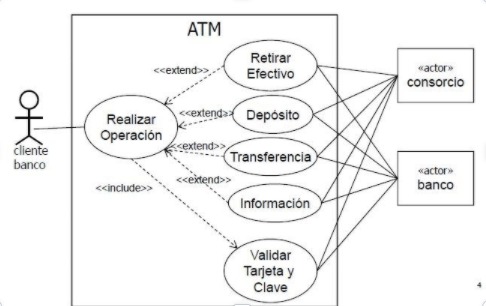 ATM
Retirar
Efectivo
<<extend>>
«actor»
consorcio
Realizar
Operación
<<extend>>
Depósito
cliente
banco
<<extend>>
Transferencia
«actor»
banco
<<extend>>
<<include>>
Información
Validar
Tarjeta y
Clave
4